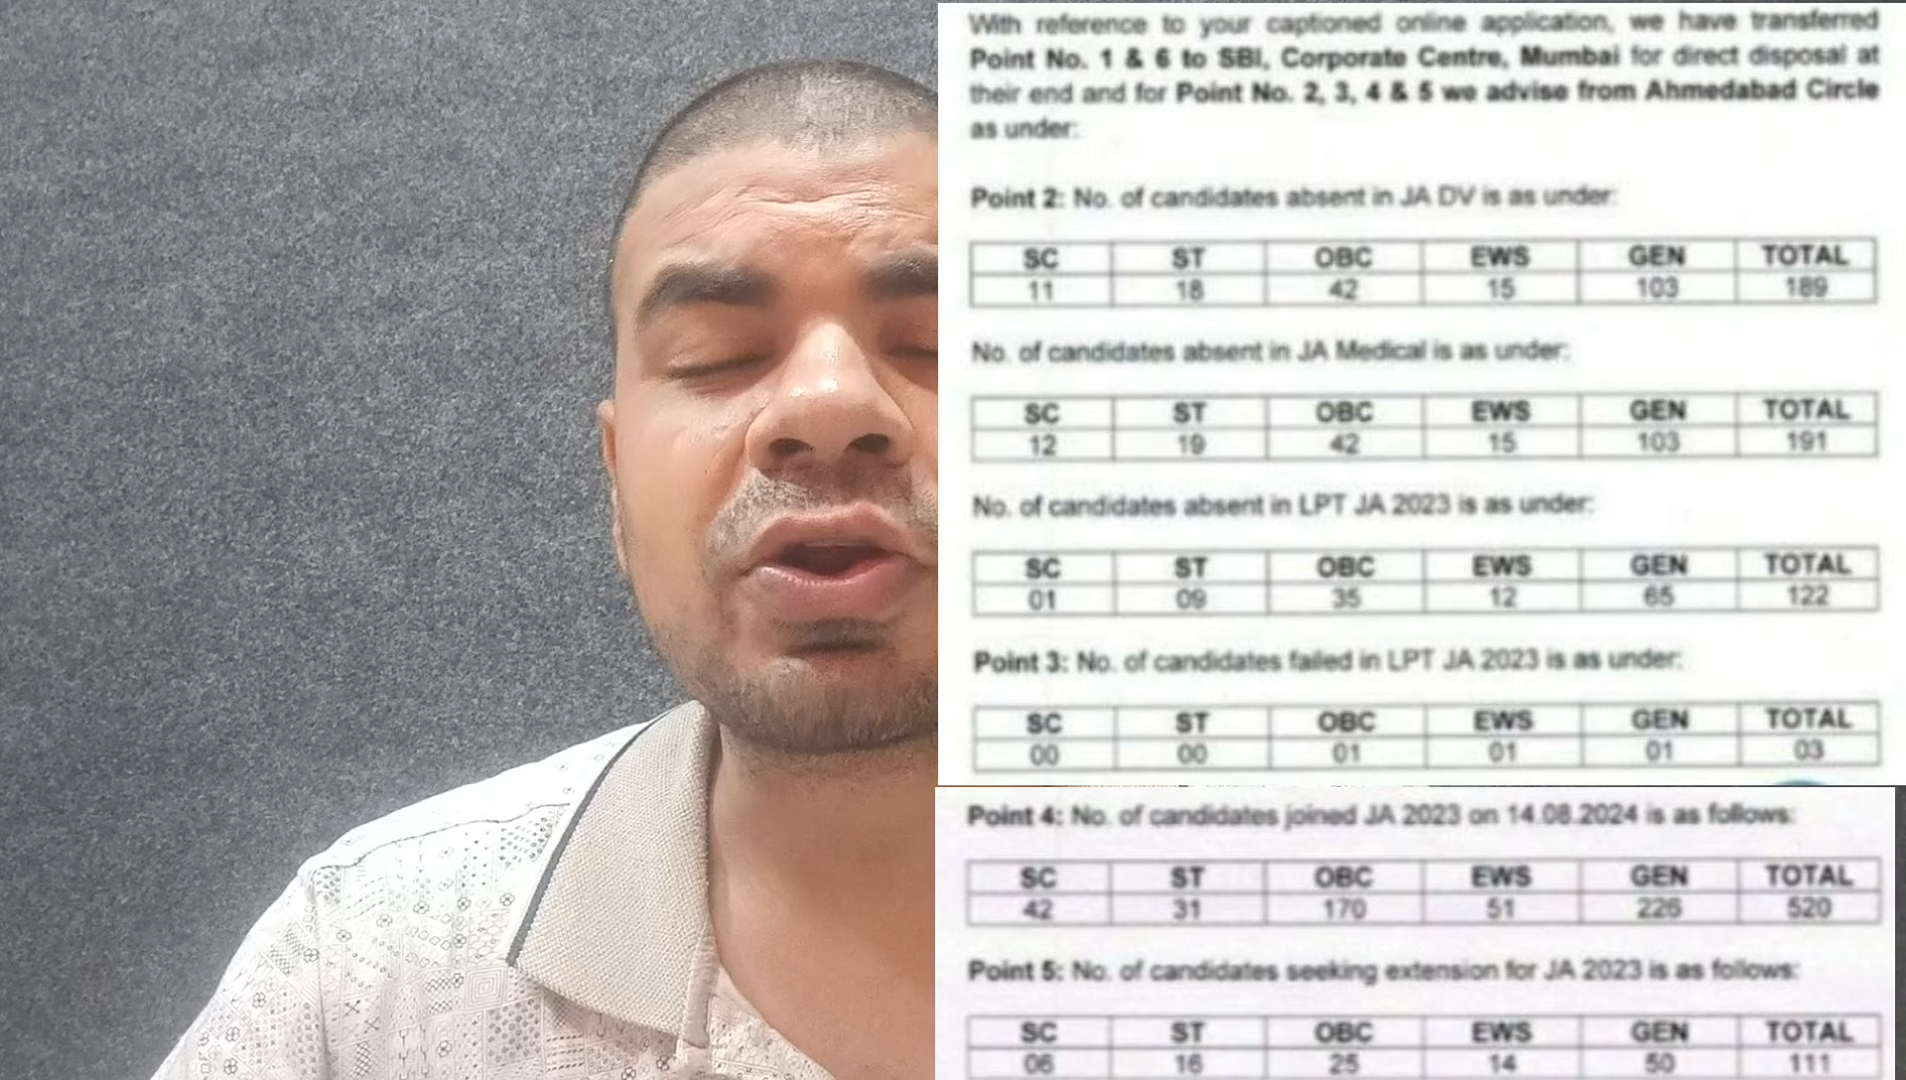 With reference to your captioned online application, we have transferred
Point No. 1 & 6 to SBI, Corporate Centre, Mumbai for direct disposal at
their end and for Point No. 2, 3, 4 & 5 we advise from Ahmedabad Circle
as under:
Point 2: No. of candidates absent in JA DV is as under:
SC ST OBC EWS GEN TOTAL
11 18 42 15 103 189
No. of candidates absent in JA Medical is as under:
SC ST OBC EWS GEN TOTAL
12 19 42 15 103 191
No. of candidates absent in LPT JA 2023 is as under:
SC ST OBC EWS GEN TOTAL
01 09 35 12 65 122
Point 3: No. of candidates failed in LPT JA 2023 is as under:
SC ST OBC EWS GEN TOTAL
00 00 01 01 01 03
Point 4: No. of candidates joined JA 2023 on 14.08.2024 is as follows:
SC ST OBC EWS GEN TOTAL
42 31 170 51 226 520
Point 5: No. of candidates seeking extension for JA 2023 is as follows:
SC ST OBC EWS GEN TOTAL
06 16 25 14 50 111